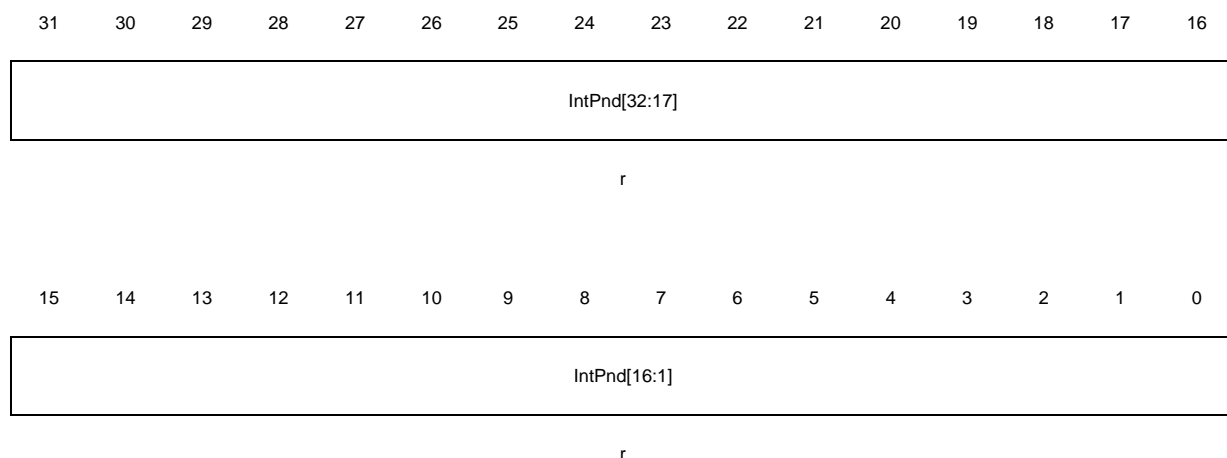 31 30 29 28 27 26 25 24 23 22 21 20 19 18 17 16
IntPnd[32:17]
r
15 14 13 12 11 10 9 8 7 6 5 4 3 2 1 0
IntPnd[16:1]
r